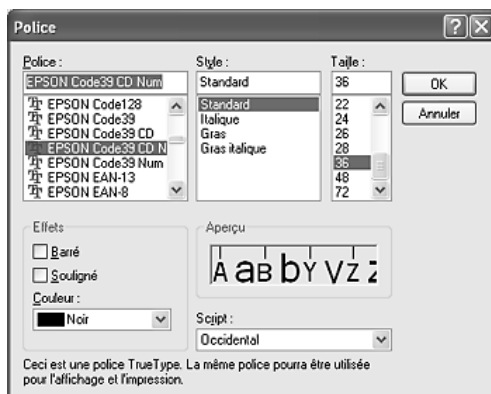 Police
Police :
EPSON Code39 CD Num
EPSON Code128
EPSON Code39
EPSON Code39 CD
EPSON Code39 CD N
EPSON Code39 Num
EPSON EAN-13
EPSON EAN-8
Style :
Standard
Standard
Italique
Gras
Gras italique
Taille :
36
22
24
26
28
36
48
72
OK
Annuler
Effets
Barré
Souligné
Couleur :
Noir
Aperçu
AaBbYyZz
Script :
Occidental
Ceci est une police TrueType. La même police pourra être utilisée
pour l'affichage et l'impression.